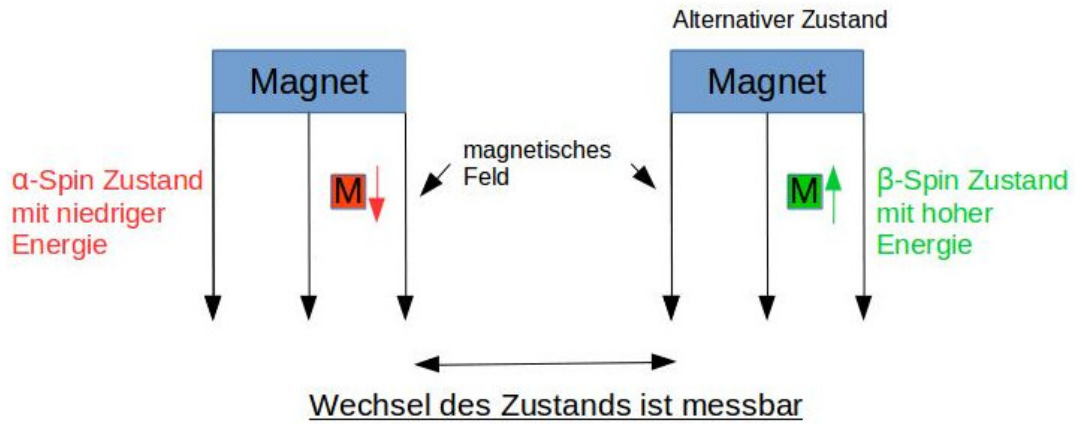 Alternativer Zustand
Magnet
Magnet
magnetisches
Feld
α-Spin Zustand
mit niedriger
Energie
M
M
β-Spin Zustand
mit hoher
Energie
Wechsel des Zustands ist messbar